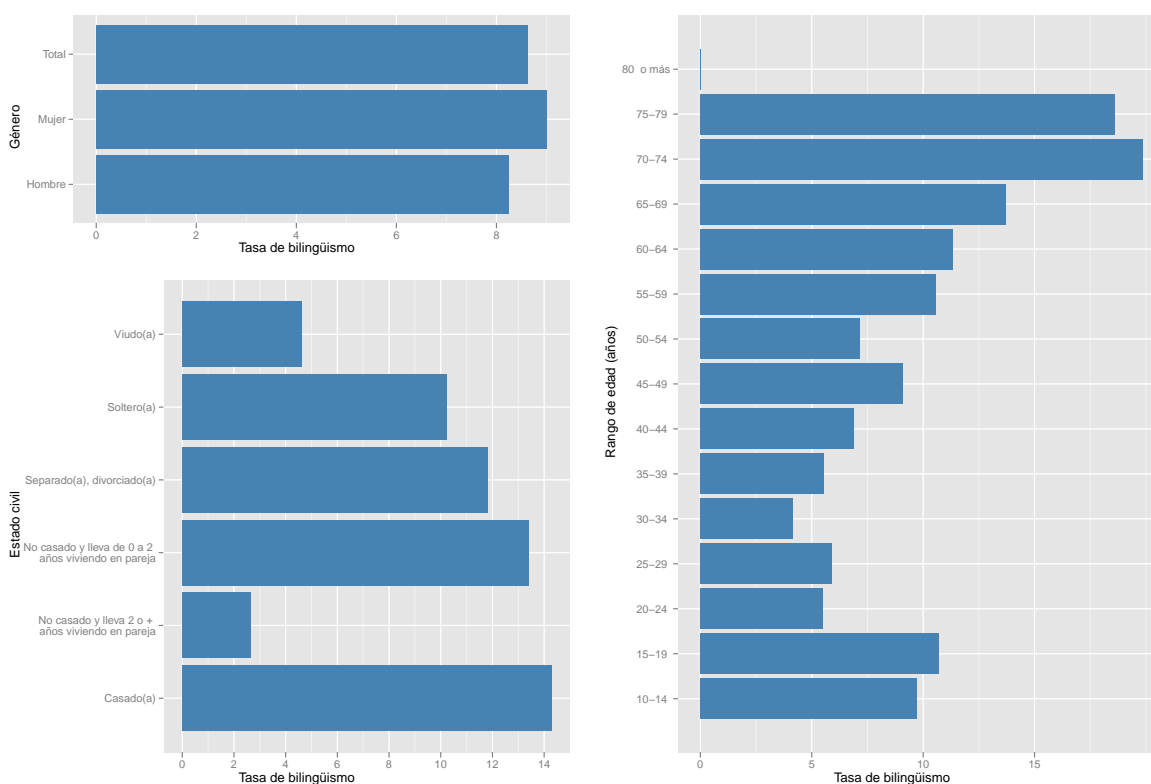 Género
Total
Mujer
Hombre
0 2 4 6 8
Tasa de bilingüismo
Estado civil
Viudo(a)
Soltero(a)
Separado(a), divorciado(a)
No casado y lleva de 0 a 2
años viviendo en pareja
No casado y lleva 2 o +
años viviendo en pareja
Casado(a)
0 2 4 6 8 10 12 14
Tasa de bilingüismo
Rango de edad (años)
80 o más
75−79
70−74
65−69
60−64
55−59
50−54
45−49
40−44
35−39
30−34
25−29
20−24
15−19
10−14
0 5 10 15
Tasa de bilingüismo